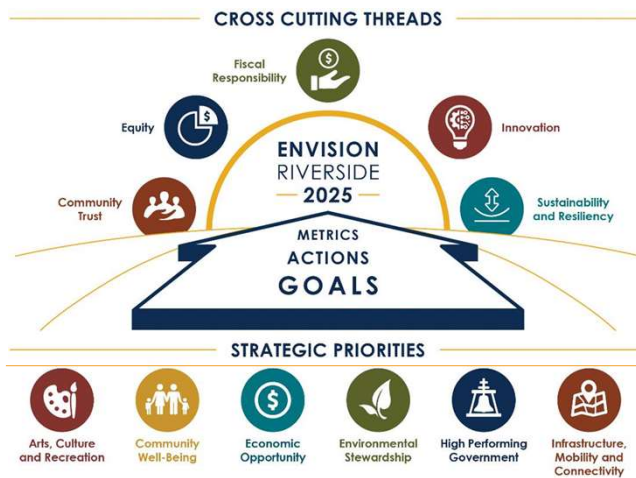 CROSS CUTTING THREADS
Fiscal
Responsibility
Equity
Innovation
Community
Trust
Sustainability
and Resiliency
ENVISION
RIVERSIDE
2025
METRICS
ACTIONS
GOALS
STRATEGIC PRIORITIES
Arts, Culture
and Recreation
Community
Well-Being
Economic
Opportunity
Environmental
Stewardship
High Performing
Government
Infrastructure,
Mobility and
Connectivity